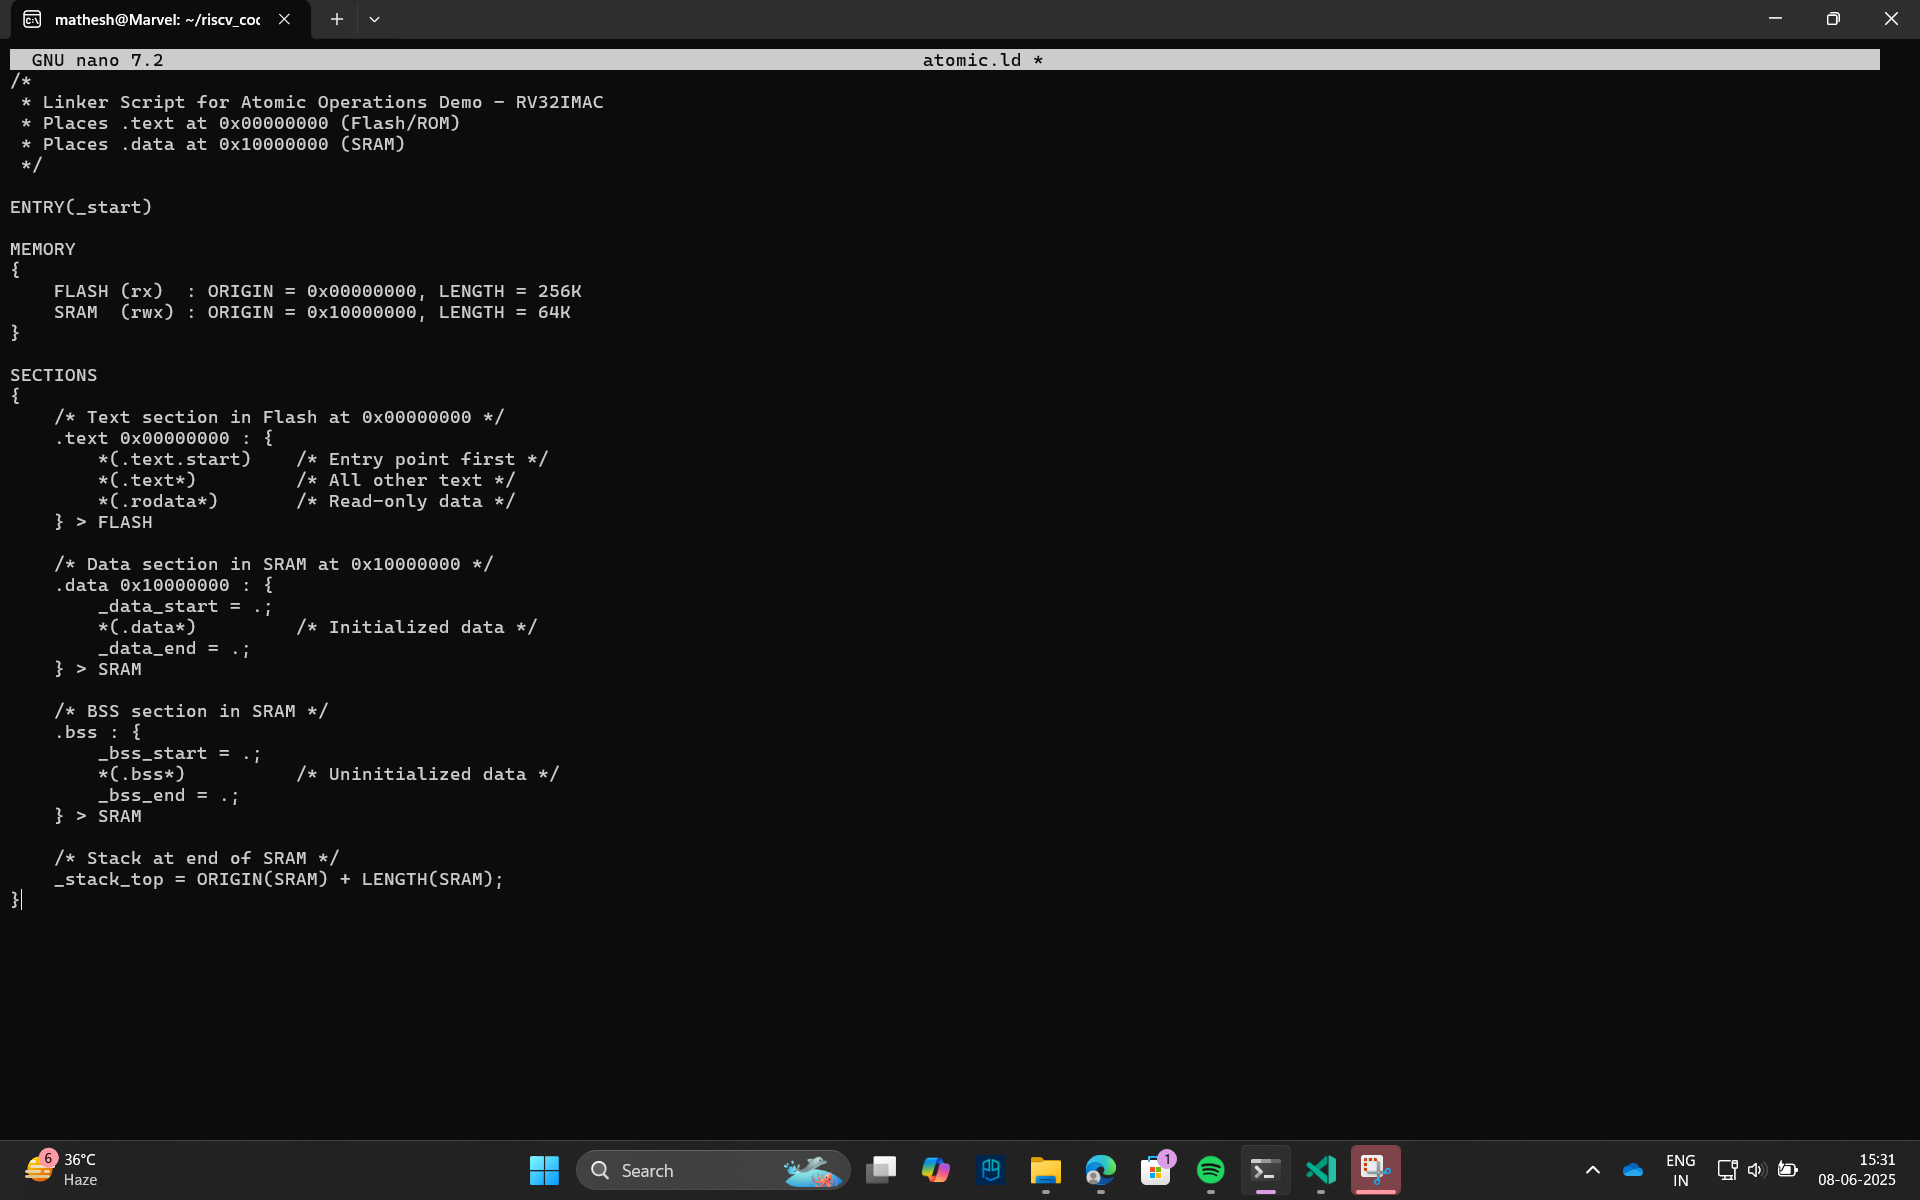 mathesh@Marvel: ~/riscv_coc
GNU nano 7.2 atomic.ld *
/*
 * Linker Script for Atomic Operations Demo - RV32IMAC
 * Places .text at 0x00000000 (Flash/ROM)
 * Places .data at 0x10000000 (SRAM)
 */

ENTRY(_start)

MEMORY
{
    FLASH (rx)  : ORIGIN = 0x00000000, LENGTH = 256K
    SRAM  (rwx) : ORIGIN = 0x10000000, LENGTH = 64K
}

SECTIONS
{
    /* Text section in Flash at 0x00000000 */
    .text 0x00000000 : {
        *(.text.start)    /* Entry point first */
        *(.text*)         /* All other text */
        *(.rodata*)       /* Read-only data */
    } > FLASH

    /* Data section in SRAM at 0x10000000 */
    .data 0x10000000 : {
        _data_start = .;
        *(.data*)         /* Initialized data */
        _data_end = .;
    } > SRAM

    /* BSS section in SRAM */
    .bss : {
        _bss_start = .;
        *(.bss*)          /* Uninitialized data */
        _bss_end = .;
    } > SRAM

    /* Stack at end of SRAM */
    _stack_top = ORIGIN(SRAM) + LENGTH(SRAM);
}
6
36°C
Haze
Search
1
ENG
IN
15:31
08-06-2025